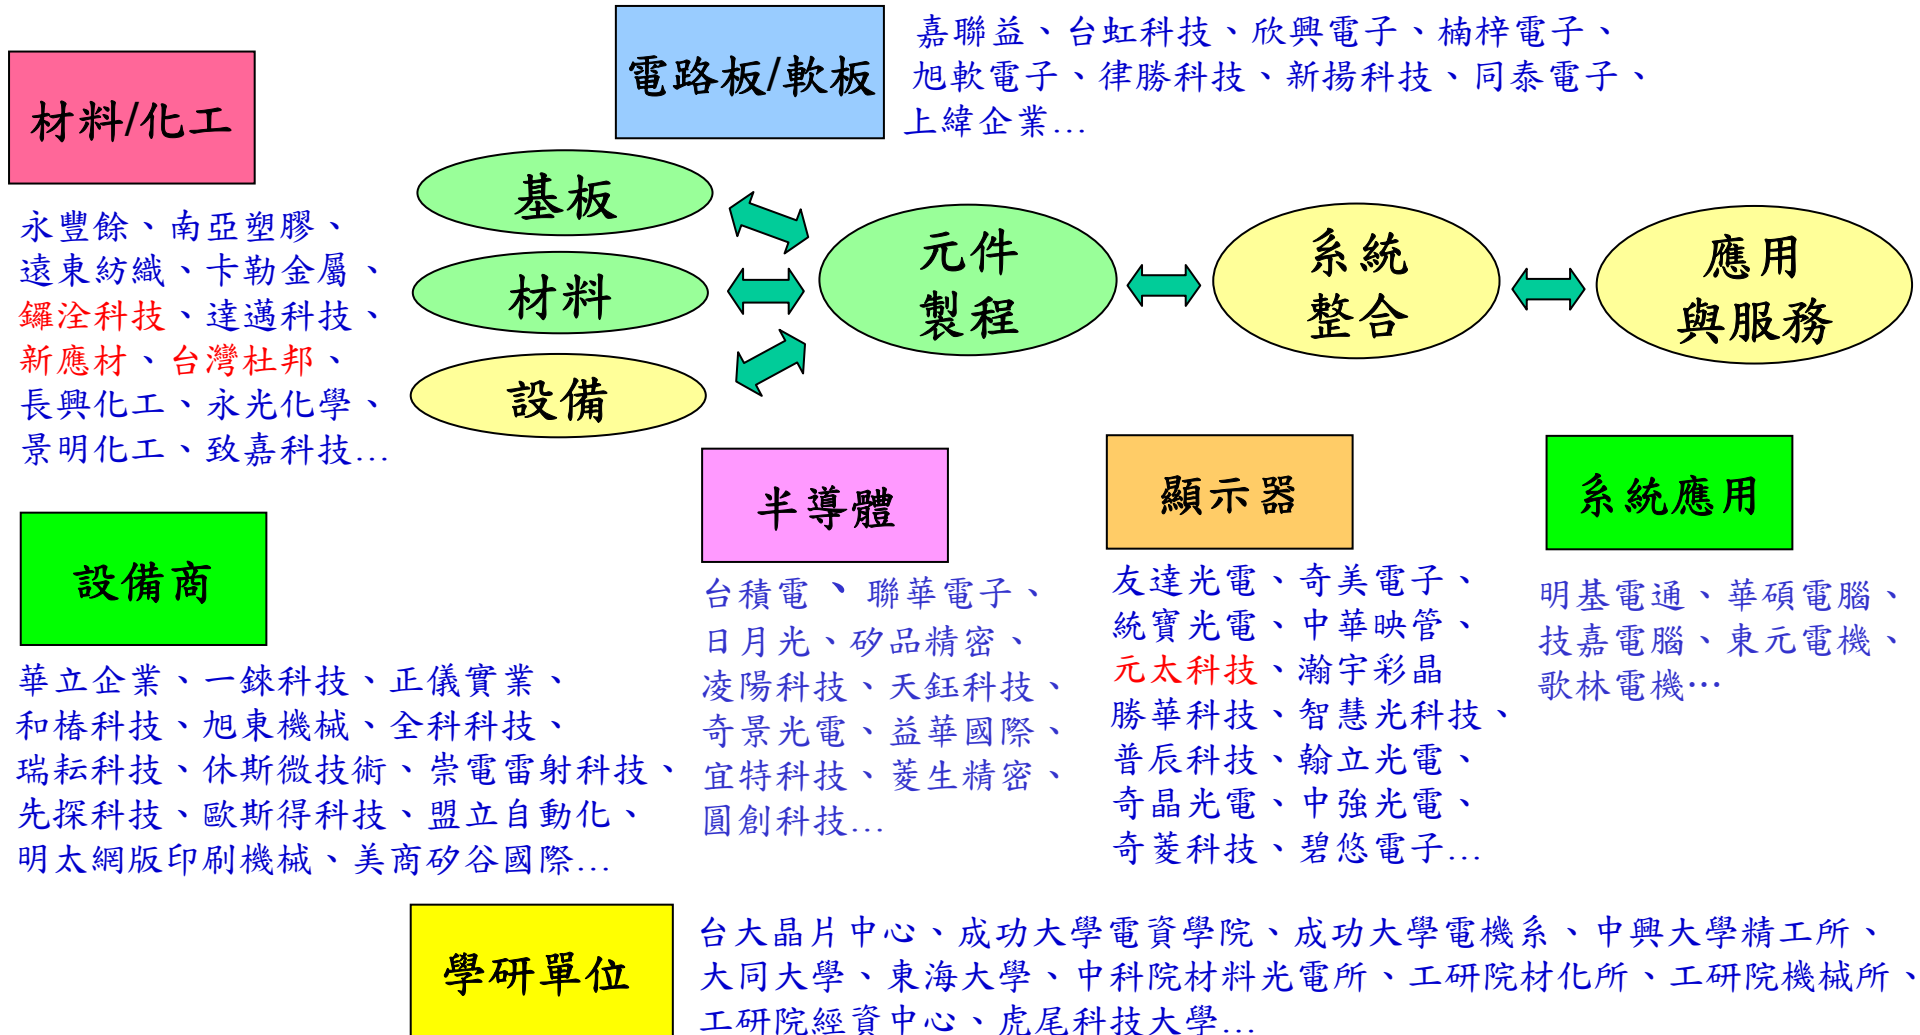 電路板/軟板
嘉聯益、台虹科技、欣興電子、楠梓電子、
旭軟電子、律勝科技、新揚科技、同泰電子、
上緯企業…
材料/化工
永豐餘、南亞塑膠、
遠東紡織、卡勒金屬、
鑼洤科技、達邁科技、
新應材、台灣杜邦、
長興化工、永光化學、
景明化工、致嘉科技…
基板
材料
設備
元件
製程
系統
整合
應用
與服務
設備商
華立企業、一錸科技、正儀實業、
和椿科技、旭東機械、全科科技、
瑞耘科技、休斯微技術、崇電雷射科技、
先探科技、歐斯得科技、盟立自動化、
明太網版印刷機械、美商矽谷國際…
半導體
台積電、聯華電子、
日月光、矽品精密、
凌陽科技、天鈺科技、
奇景光電、益華國際、
宜特科技、菱生精密、
圓創科技…
顯示器
友達光電、奇美電子、
統寶光電、中華映管、
元太科技、瀚宇彩晶
勝華科技、智慧光科技、
普辰科技、翰立光電、
奇晶光電、中強光電、
奇菱科技、碧悠電子…
系統應用
明基電通、華碩電腦、
技嘉電腦、東元電機、
歌林電機…
學研單位
台大晶片中心、成功大學電資學院、成功大學電機系、中興大學精工所、
大同大學、東海大學、中科院材料光電所、工研院材化所、工研院機械所、
工研院經資中心、虎尾科技大學…